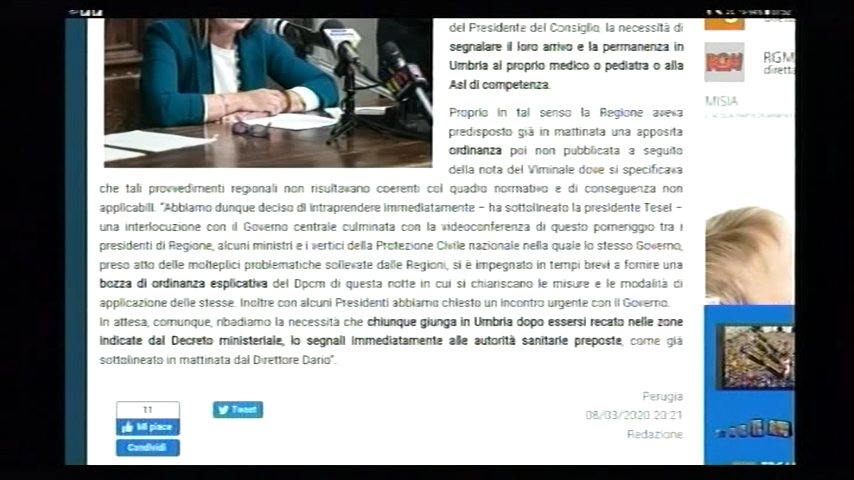 del Presidente del Consiglio, la necessità di
segnalare il loro arrivo e la permanenza in
Umbria al proprio medico o pediatra o alla
Asl di competenza.
Proprio in tal senso la Regione aveva
predisposto già in mattinata una apposita
ordinanza poi non pubblicata a seguito
della nota del Viminale dove si specificava
che tali provvedimenti regionali non risultavano coerenti col quadro normativo e di conseguenza non
applicabili. "Abbiamo dunque deciso di intraprendere immediatamente – ha sottolineato la presidente Tesei –
una interlocuzione con il Governo centrale culminata con la videoconferenza di questo pomeriggio tra i
presidenti di Regione, alcuni ministri e i vertici della Protezione Civile nazionale nella quale lo stesso Governo,
preso atto delle molteplici problematiche sollevate dalle Regioni, si è impegnato in tempi brevi a fornire una
bozza di ordinanza esplicativa del Dpcm di questa notte in cui si chiariscano le misure e le modalità di
applicazione delle stesse. Inoltre con alcuni Presidenti abbiamo chiesto un incontro urgente con il Governo.
In attesa, comunque, ribadiamo la necessità che chiunque giunga in Umbria dopo essersi recato nelle zone
indicate dal Decreto ministeriale, lo segnali immediatamente alle autorità sanitarie preposte, come già
sottolineato in mattinata dal Direttore Dario".
11
Mi piace
Condividi
Tweet
Perugia
08/03/2020 20:21
Redazione
RGM
dirett
MISIA